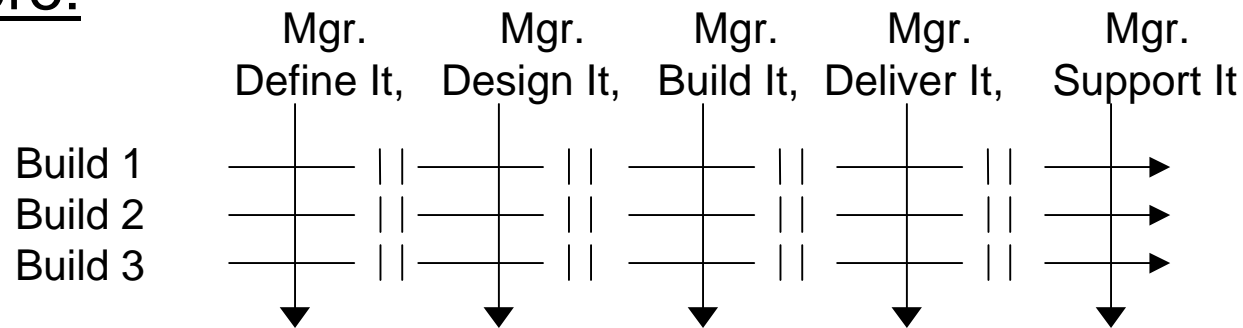 Mgr. Mgr. Mgr. Mgr. Mgr.
Define It, Design It, Build It, Deliver It, Support It
Build 1
Build 2
Build 3